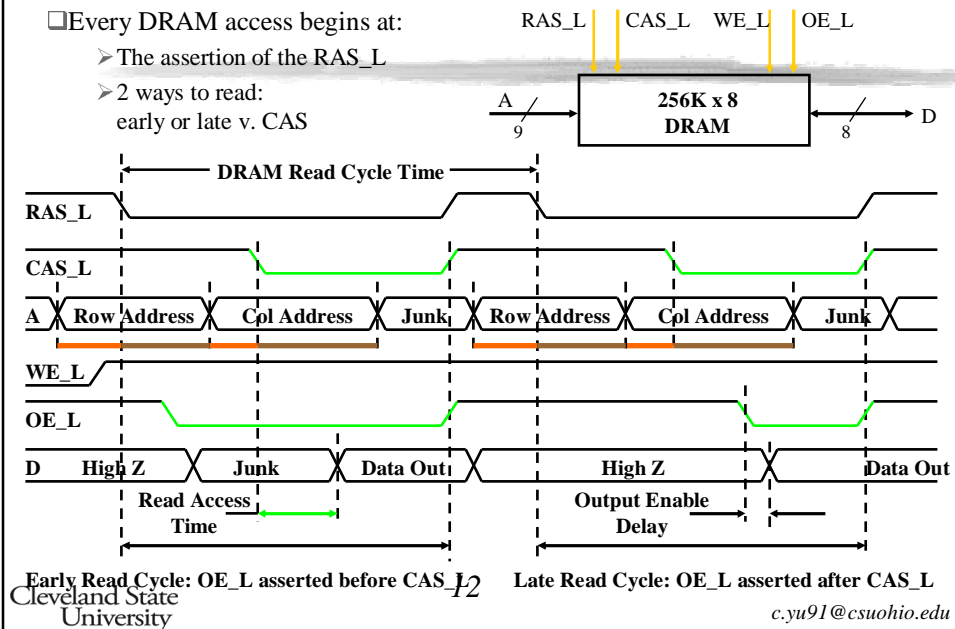 ❑Every DRAM access begins at:
➢The assertion of the RAS_L
➢2 ways to read:
early or late v. CAS
RAS_L CAS_L WE_L OE_L
A
9
256K x 8
DRAM
D
8
DRAM Read Cycle Time
RAS_L
CAS_L
A Row Address Col Address Junk Row Address Col Address Junk
WE_L
OE_L
D High Z Junk Data Out High Z Data Out
Read Access
Time
Output Enable
Delay
Early Read Cycle: OE_L asserted before CAS_L
Late Read Cycle: OE_L asserted after CAS_L
12
Cleveland State
University
c.yu91@csuohio.edu